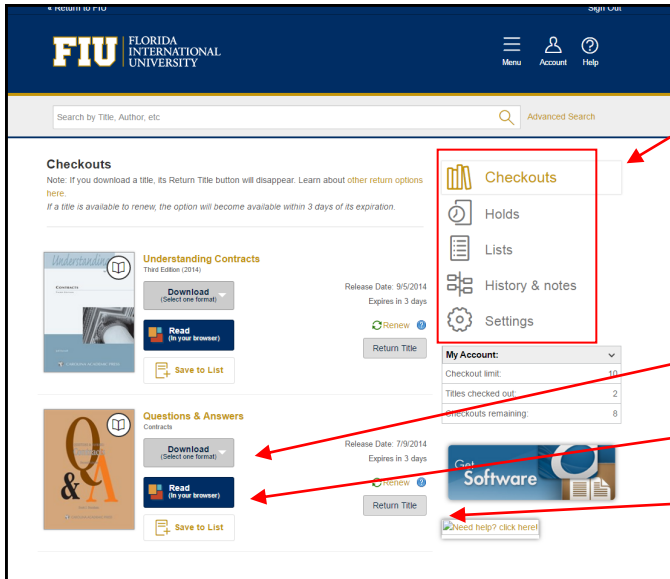 « Return to FIU
Sign Out
FIU
FLORIDA
INTERNATIONAL
UNIVERSITY
Menu
Account
Help
Search by Title, Author, etc
Advanced Search
Checkouts
Note: If you download a title, its Return Title button will disappear. Learn about other return options
here.
If a title is available to renew, the option will become available within 3 days of its expiration.
Understanding
CONTRACTS
Understanding Contracts
Third Edition (2014)
Download
(Select one format)
Read
(In your browser)
Save to List
Release Date: 9/5/2014
Expires in 3 days
Renew ?
Return Title
Q
&A
Questions & Answers
Contracts
Download
(Select one format)
Read
(In your browser)
Save to List
Release Date: 7/9/2014
Expires in 3 days
Renew ?
Return Title
Checkouts
Holds
Lists
History & notes
Settings
My Account:
Checkout limit: 10
Titles checked out: 2
Checkouts remaining: 8
Get
Software
Need help? click here!